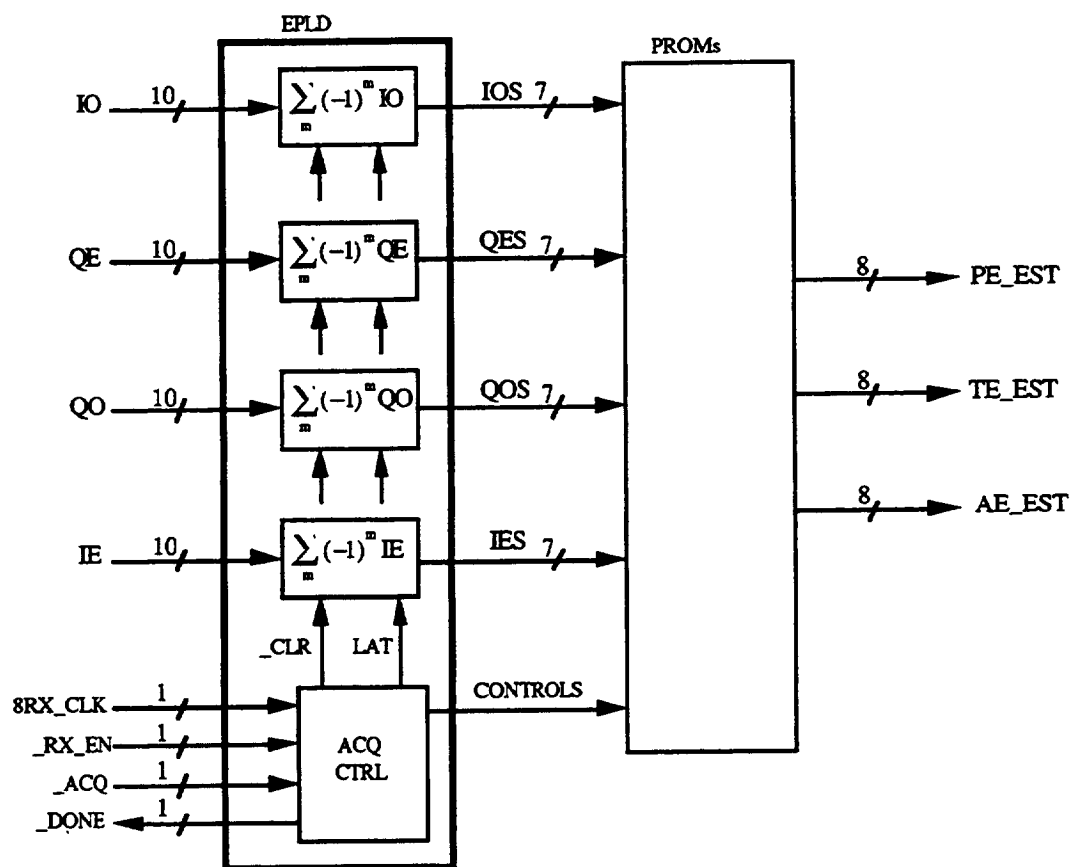 EPLD
PROMs
IO 10 ∑ (-1)^m IO IOS 7
m
QE 10 ∑ (-1)^m QE QES 7
m
8 PE_EST
QO 10 ∑ (-1)^m QO QOS 7
m
8 TE_EST
8 AE_EST
IE 10 ∑ (-1)^m IE IES 7
m
_CLR LAT
8RX_CLK 1
CONTROLS
_RX_EN 1
ACQ
CTRL
_ACQ 1
_DONE 1